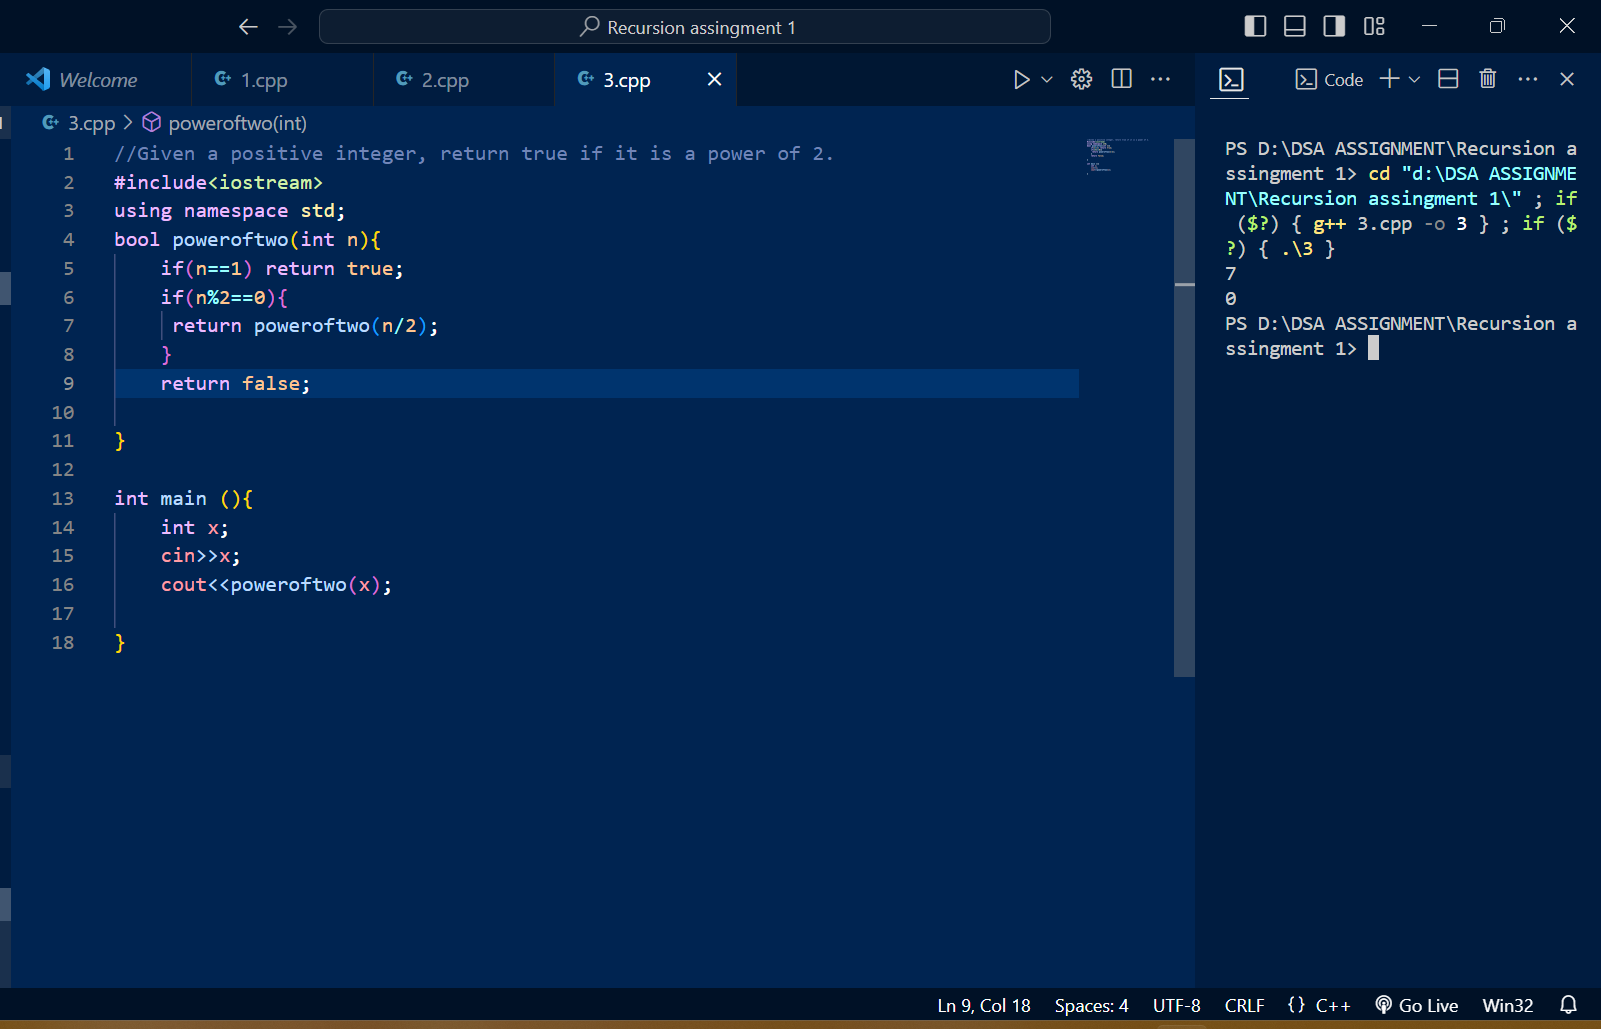 Recursion assingment 1
Welcome
1.cpp
2.cpp
3.cpp
Code
3.cpp > poweroftwo(int)
1 //Given a positive integer, return true if it is a power of 2.
2 #include<iostream>
3 using namespace std;
4 bool poweroftwo(int n){
5     if(n==1) return true;
6     if(n%2==0){
7      return poweroftwo(n/2);
8     }
9     return false;
10
11 }
12
13 int main (){
14     int x;
15     cin>>x;
16     cout<<poweroftwo(x);
17
18 }
PS D:\DSA ASSIGNMENT\Recursion a
ssingment 1> cd "d:\DSA ASSIGNME
NT\Recursion assingment 1\" ; if
 ($?) { g++ 3.cpp -o 3 } ; if ($
?) { .\3 }
7
0
PS D:\DSA ASSIGNMENT\Recursion a
ssingment 1>
Ln 9, Col 18 Spaces: 4 UTF-8 CRLF {} C++ Go Live Win32